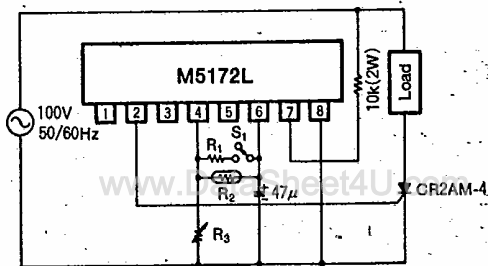 M5172L
1 2 3 4 5 6 7 8
100V
50/60Hz
10k(2W)
Load
S1
R1
R2
47μ
R3
CR2AM-4
www.DataSheet4U.com